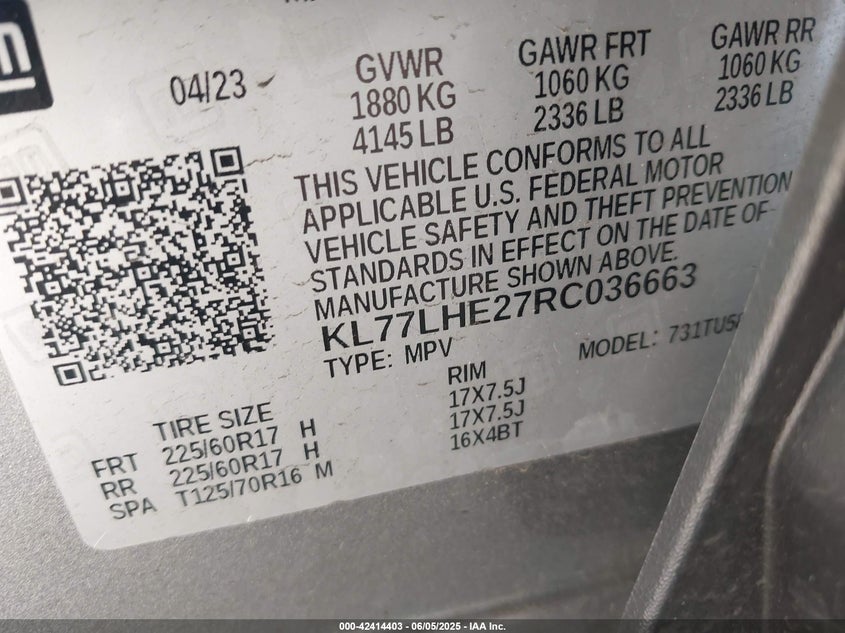 gm
04/23
GVWR
1880 KG
4145 LB
GAWR FRT
1060 KG
2336 LB
GAWR RR
1060 KG
2336 LB
THIS VEHICLE CONFORMS TO ALL
APPLICABLE U.S. FEDERAL MOTOR
VEHICLE SAFETY AND THEFT PREVENTION
STANDARDS IN EFFECT ON THE DATE OF
MANUFACTURE SHOWN ABOVE.
KL77LHE27RC036663
TYPE: MPV
MODEL: 731TU5
TIRE SIZE
RIM
FRT 225/60R17 H 17X7.5J
RR 225/60R17 H 17X7.5J
SPA T125/70R16 M 16X4BT
000-42414403 - 06/05/2025 - IAA Inc.